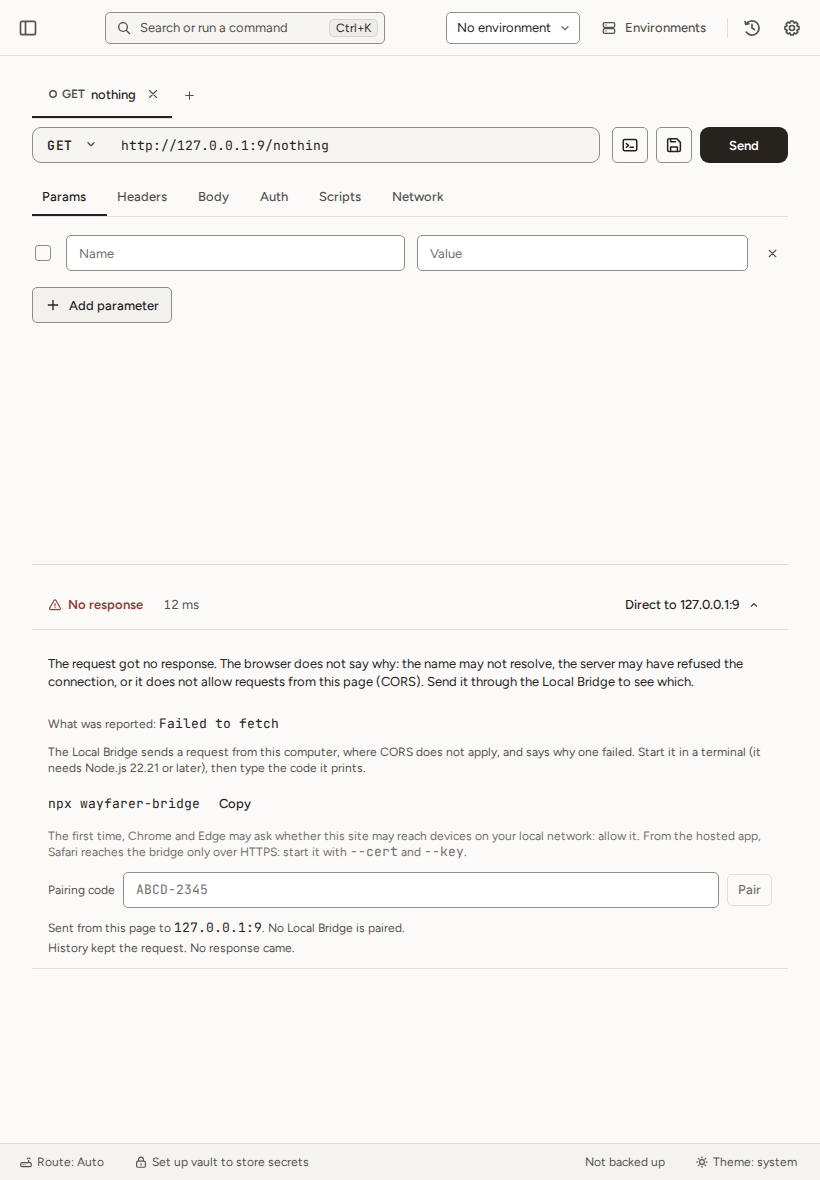 Search or run a command Ctrl+K No environment Environments
GET nothing
GET http://127.0.0.1:9/nothing Send
Params Headers Body Auth Scripts Network
Name Value
Add parameter
No response 12 ms Direct to 127.0.0.1:9
The request got no response. The browser does not say why: the name may not resolve, the server may have refused the
connection, or it does not allow requests from this page (CORS). Send it through the Local Bridge to see which.
What was reported: Failed to fetch
The Local Bridge sends a request from this computer, where CORS does not apply, and says why one failed. Start it in a terminal (it
needs Node.js 22.21 or later), then type the code it prints.
npx wayfarer-bridge Copy
The first time, Chrome and Edge may ask whether this site may reach devices on your local network: allow it. From the hosted app,
Safari reaches the bridge only over HTTPS: start it with --cert and --key.
Pairing code ABCD-2345 Pair
Sent from this page to 127.0.0.1:9. No Local Bridge is paired.
History kept the request. No response came.
Route: Auto Set up vault to store secrets Not backed up Theme: system